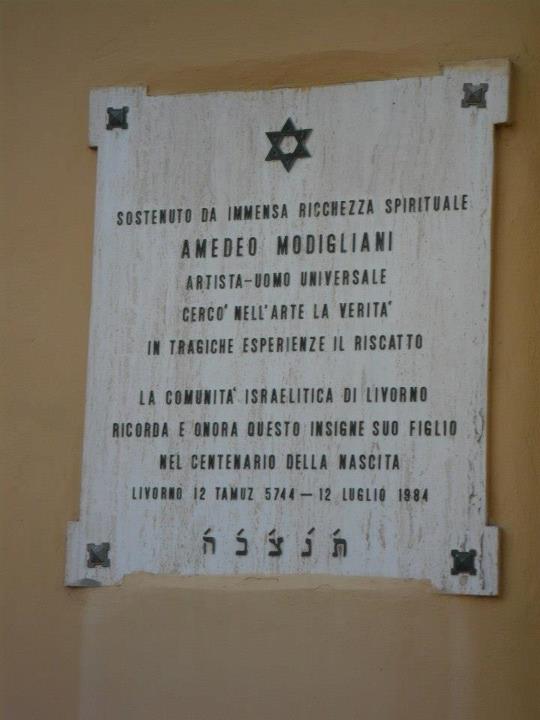 SOSTENUTO DA IMMENSA RICCHEZZA SPIRITUALE
AMEDEO MODIGLIANI
ARTISTA-UOMO UNIVERSALE
CERCO' NELL'ARTE LA VERITA'
IN TRAGICHE ESPERIENZE IL RISCATTO
LA COMUNITA' ISRAELITICA DI LIVORNO
RICORDA E ONORA QUESTO INSIGNE SUO FIGLIO
NEL CENTENARIO DELLA NASCITA
LIVORNO 12 TAMUZ 5744 — 12 LUGLIO 1984
ת̇ נ̇ צ̇ ב̇ ה̇